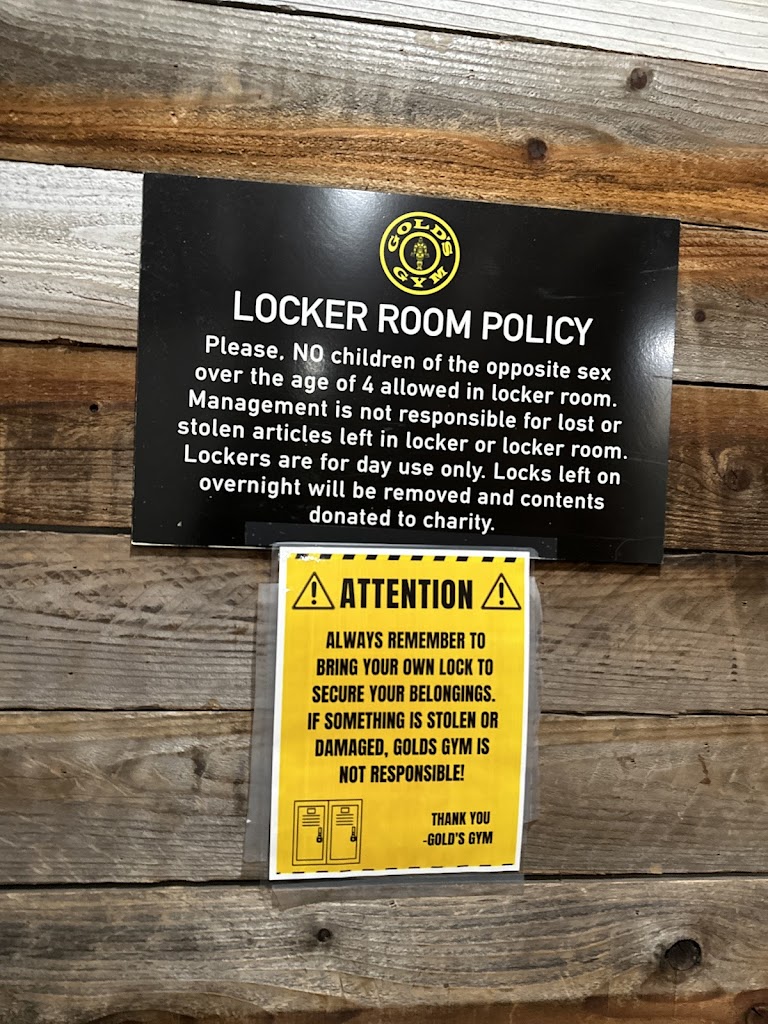 GOLD'S
GYM
LOCKER ROOM POLICY
Please, NO children of the opposite sex
over the age of 4 allowed in locker room.
Management is not responsible for lost or
stolen articles left in locker or locker room.
Lockers are for day use only. Locks left on
overnight will be removed and contents
donated to charity.
ATTENTION
ALWAYS REMEMBER TO
BRING YOUR OWN LOCK TO
SECURE YOUR BELONGINGS.
IF SOMETHING IS STOLEN OR
DAMAGED, GOLDS GYM IS
NOT RESPONSIBLE!
THANK YOU
-GOLD'S GYM